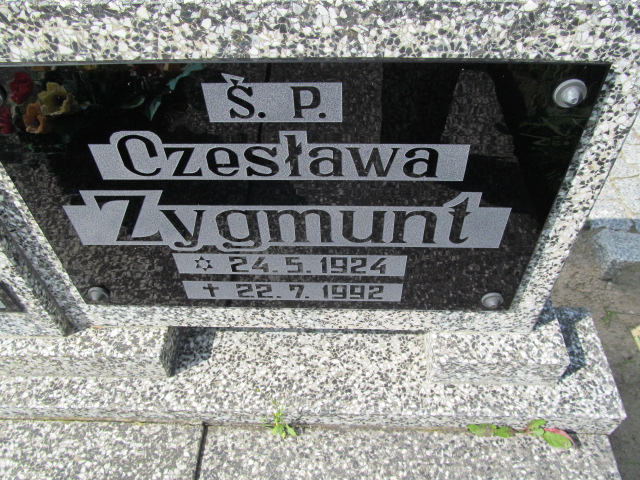 Ś. P.
Czesława
Zygmunt
✡ 24.5.1924
✝ 22.7.1992